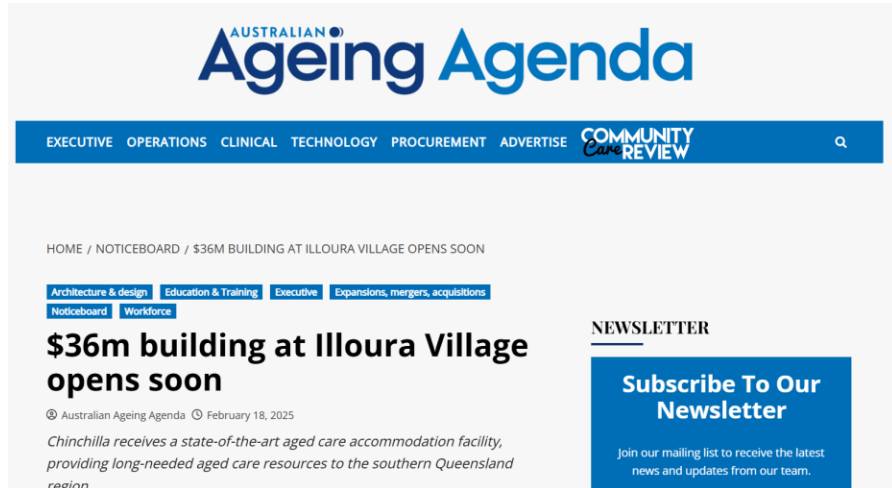 AUSTRALIAN
Ageing Agenda
EXECUTIVE OPERATIONS CLINICAL TECHNOLOGY PROCUREMENT ADVERTISE COMMUNITY Care REVIEW
HOME / NOTICEBOARD / $36M BUILDING AT ILLOURA VILLAGE OPENS SOON
Architecture & design Education & Training Executive Expansions, mergers, acquisitions
Noticeboard Workforce
$36m building at Illoura Village
opens soon
Australian Ageing Agenda February 18, 2025
Chinchilla receives a state-of-the-art aged care accommodation facility,
providing long-needed aged care resources to the southern Queensland
region
NEWSLETTER
Subscribe To Our
Newsletter
Join our mailing list to receive the latest
news and updates from our team.